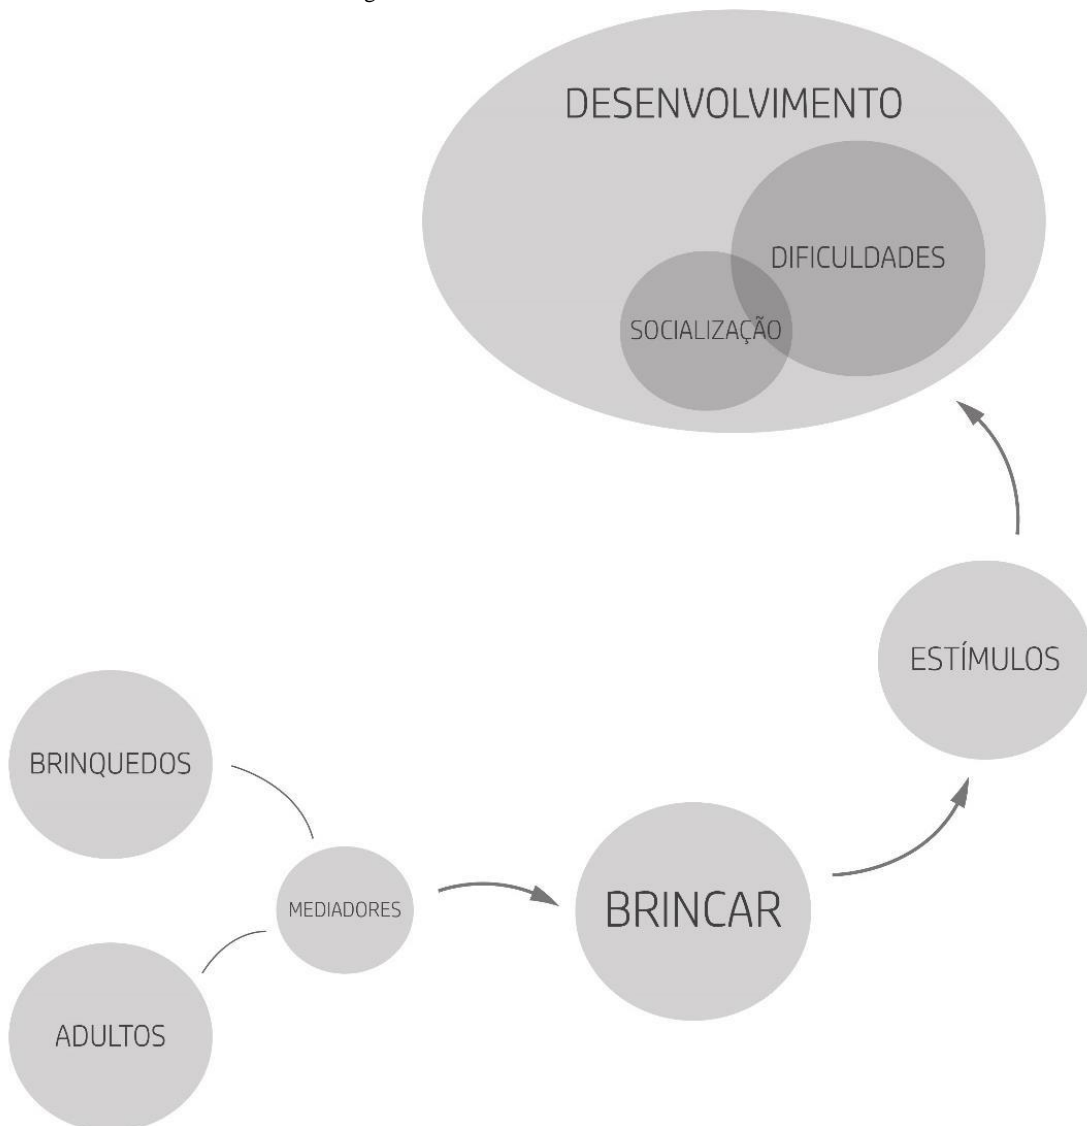 DESENVOLVIMENTO
DIFICULDADES
SOCIALIZAÇÃO
ESTÍMULOS
BRINQUEDOS
MEDIADORES
BRINCAR
ADULTOS